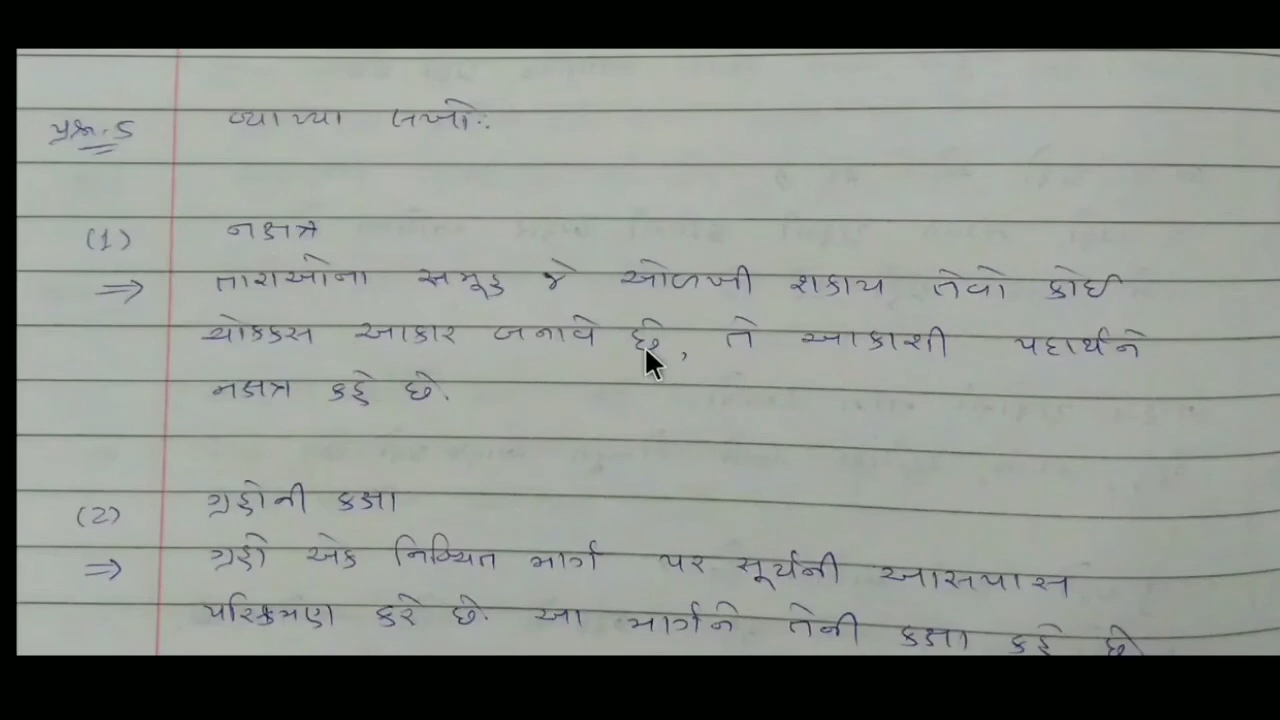 પ્રશ્ન.5 વ્યાખ્યા લખો:.
(1) નક્ષત્ર
⇒ તારાઓના સમૂહ જે ઓળખી શકાય તેવો કોઈ
ચોક્કસ આકાર બનાવે છે, તે આકાશી પદાર્થને
નક્ષત્ર કહે છે.
(2) ગ્રહોની કક્ષા
⇒ ગ્રહો એક નિશ્ચિત માર્ગ પર સૂર્યની આસપાસ
પરિક્રમણ કરે છે. આ માર્ગને તેની કક્ષા કહે છે